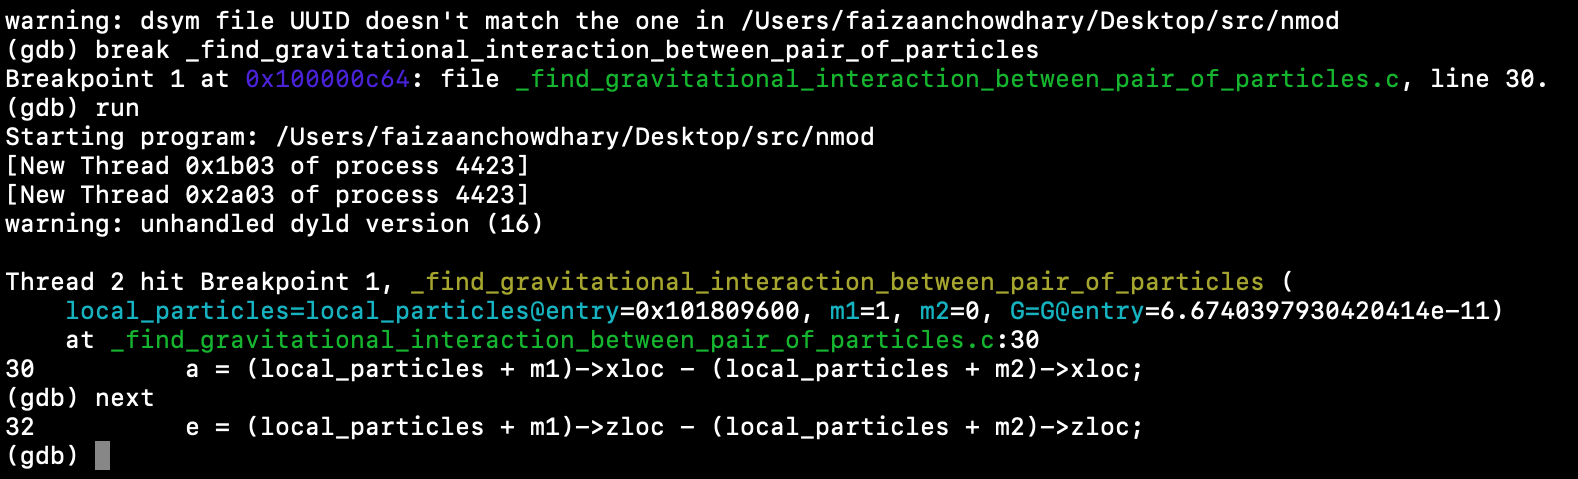 warning: dsym file UUID doesn't match the one in /Users/faizaanchowdhary/Desktop/src/nmod
(gdb) break _find_gravitational_interaction_between_pair_of_particles
Breakpoint 1 at 0x100000c64: file _find_gravitational_interaction_between_pair_of_particles.c, line 30.
(gdb) run
Starting program: /Users/faizaanchowdhary/Desktop/src/nmod
[New Thread 0x1b03 of process 4423]
[New Thread 0x2a03 of process 4423]
warning: unhandled dyld version (16)

Thread 2 hit Breakpoint 1, _find_gravitational_interaction_between_pair_of_particles (
    local_particles=local_particles@entry=0x101809600, m1=1, m2=0, G=G@entry=6.6740397930420414e-11)
    at _find_gravitational_interaction_between_pair_of_particles.c:30
30          a = (local_particles + m1)->xloc - (local_particles + m2)->xloc;
(gdb) next
32          e = (local_particles + m1)->zloc - (local_particles + m2)->zloc;
(gdb)